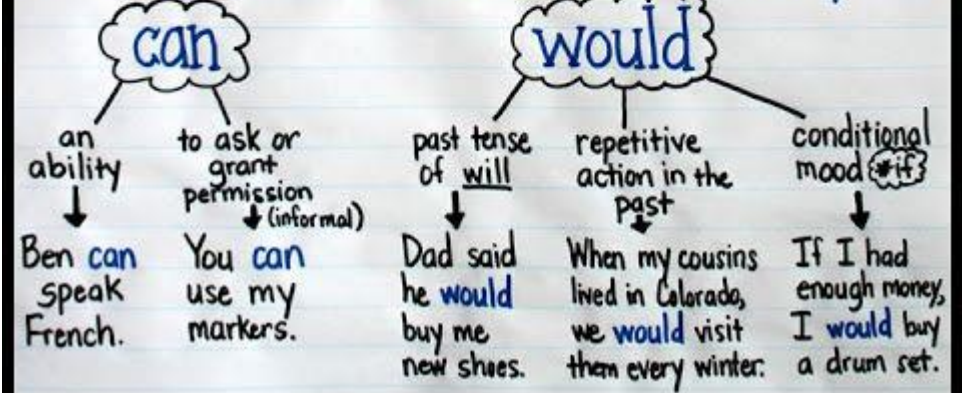 can
an
ability
Ben can
speak
French.
to ask or
grant
permission
(informal)
You can
use my
markers.
would
past tense
of will
Dad said
he would
buy me
new shoes.
repetitive
action in the
past
When my cousins
lived in Colorado,
we would visit
them every winter.
conditional
mood #if
If I had
enough money,
I would buy
a drum set.